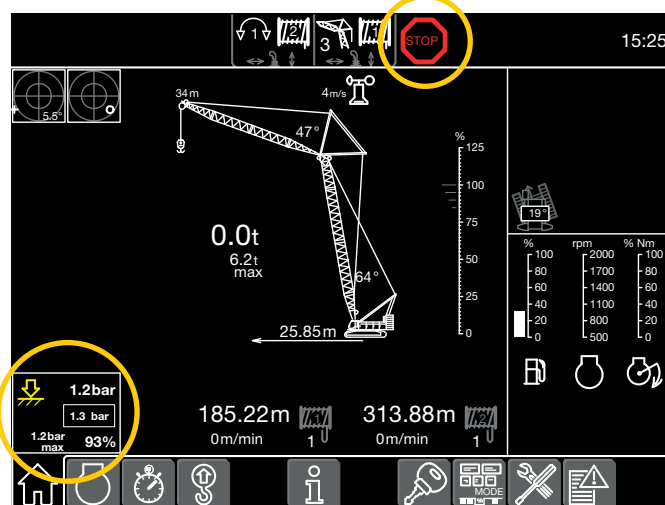 1 2 3 1 STOP 15:25
5.5°
34m 4m/s
47°
%
125
100
75
50
25
0
0.0t
6.2t
max
64°
25.85m
19°
% rpm % Nm
100 2000 100
80 1700 80
60 1400 60
40 1100 40
20 800 20
0 500 0
1.2bar
1.3 bar
1.2bar
max 93%
185.22m 1 313.88m 2
0m/min 1 0m/min 1
i MODE